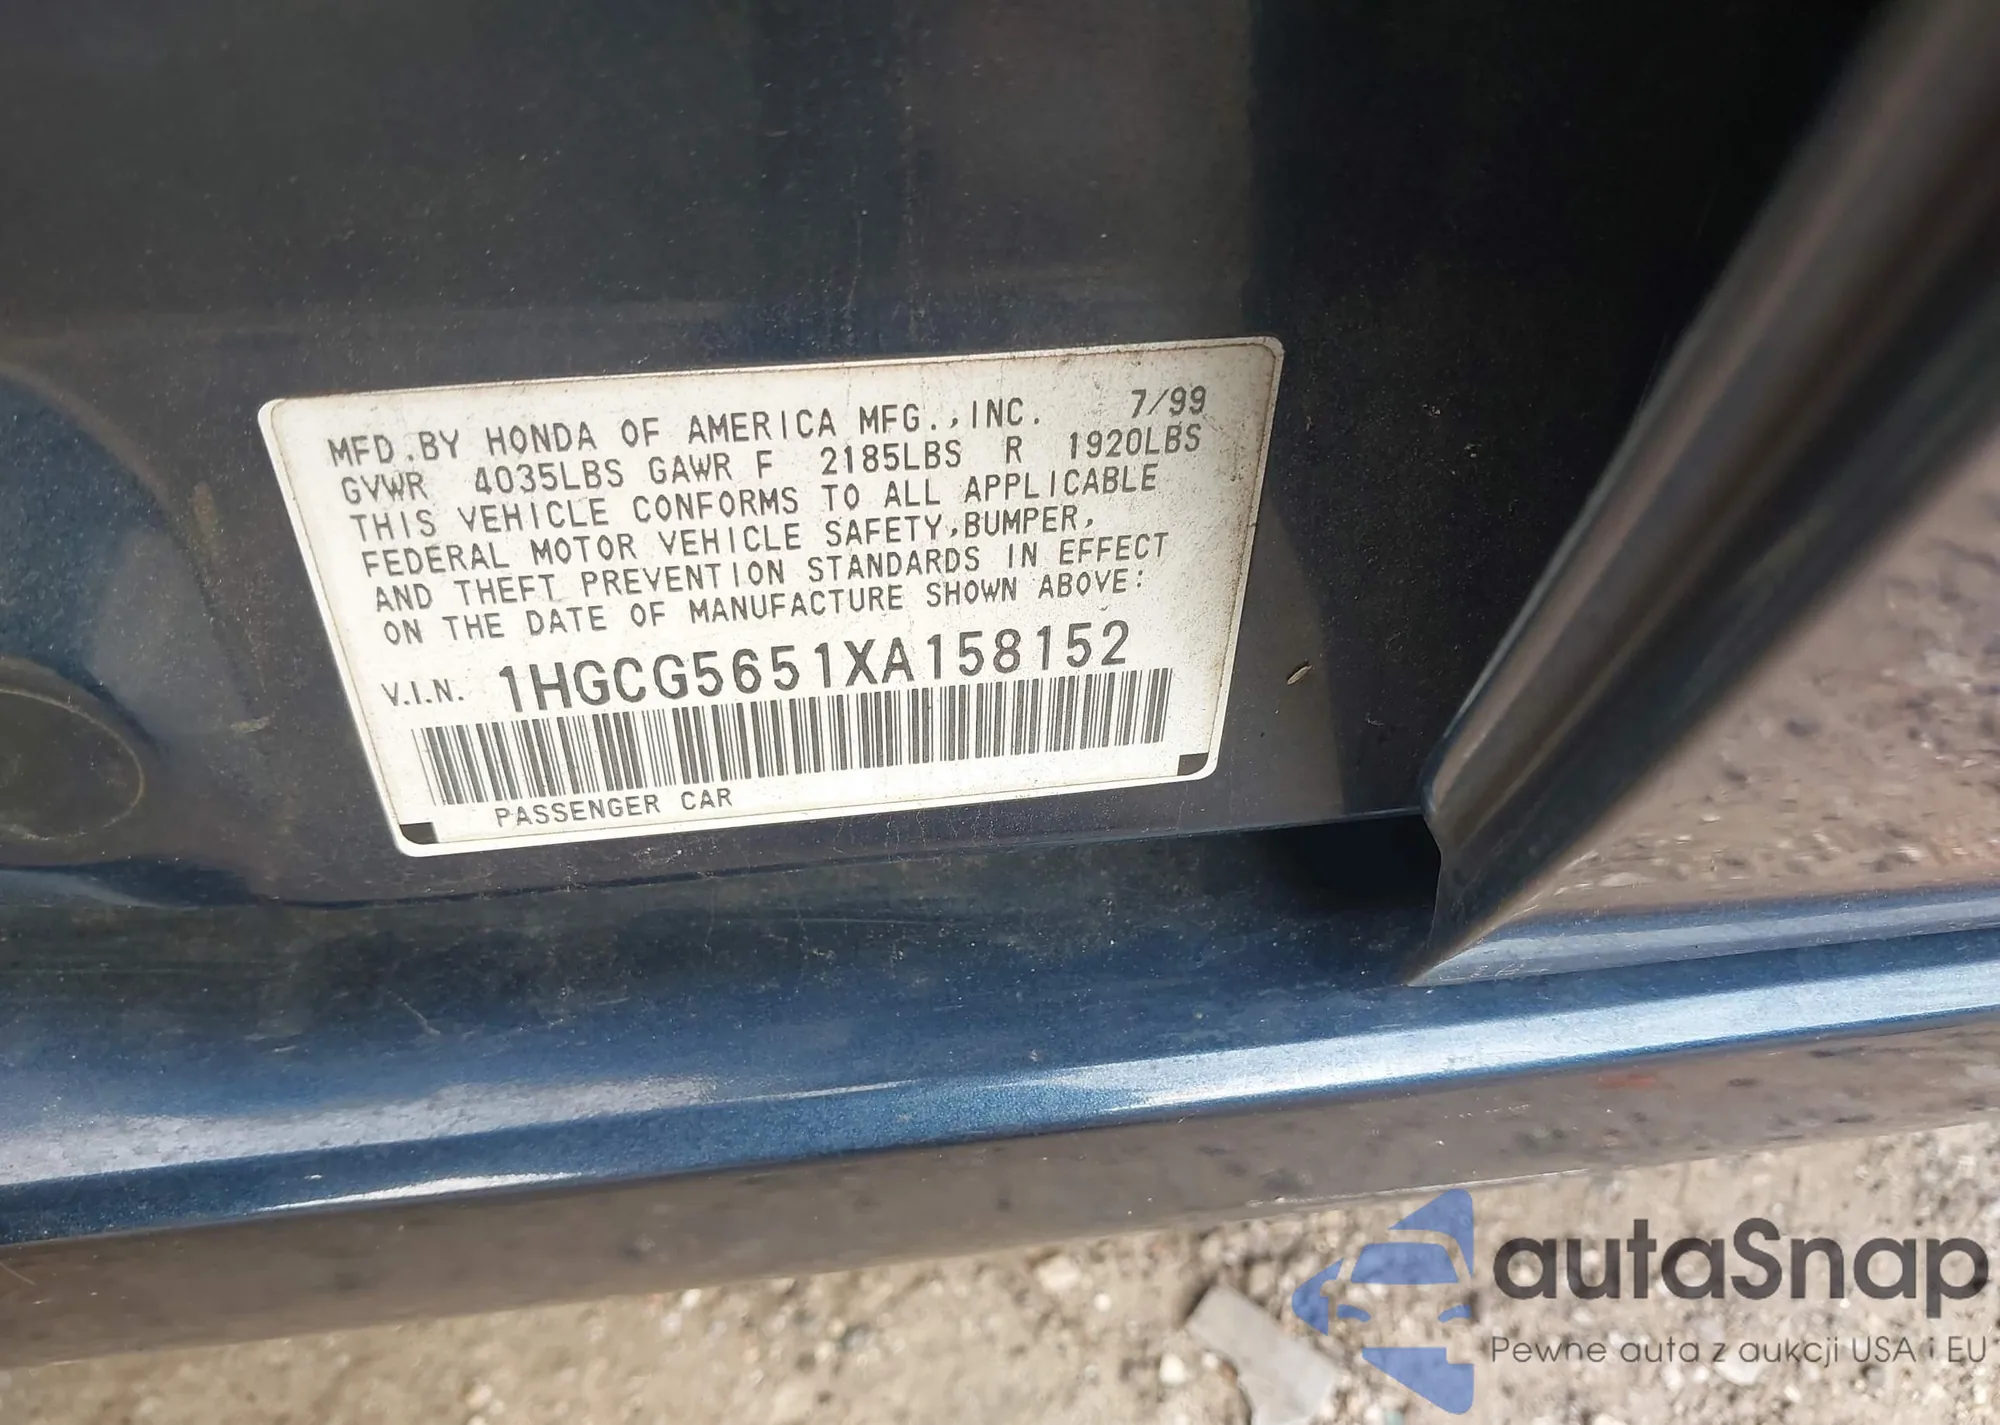 MFD.BY HONDA OF AMERICA MFG.,INC. 7/99
GVWR 4035LBS GAWR F 2185LBS R 1920LBS
THIS VEHICLE CONFORMS TO ALL APPLICABLE
FEDERAL MOTOR VEHICLE SAFETY,BUMPER,
AND THEFT PREVENTION STANDARDS IN EFFECT
ON THE DATE OF MANUFACTURE SHOWN ABOVE:
V.I.N. 1HGCG5651XA158152
PASSENGER CAR
autaSnap
Pewne auta z aukcji USA i EU